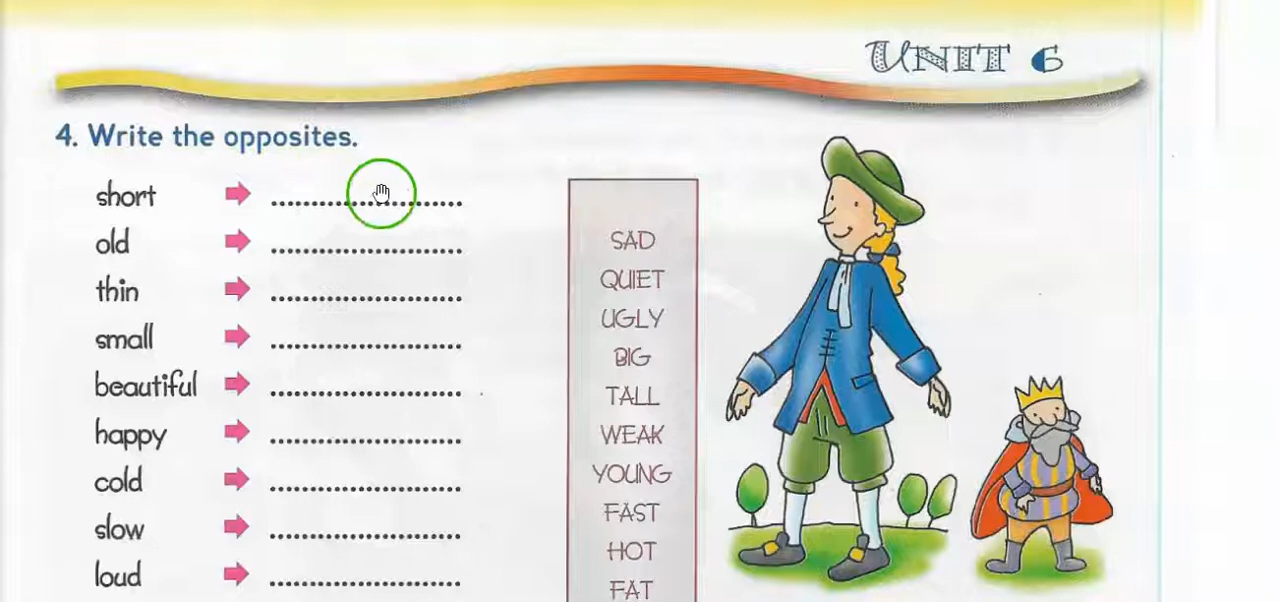 UNIT 6
4. Write the opposites.
short
old
thin
small
beautiful
happy
cold
slow
loud
SAD
QUIET
UGLY
BIG
TALL
WEAK
YOUNG
FAST
HOT
FAT